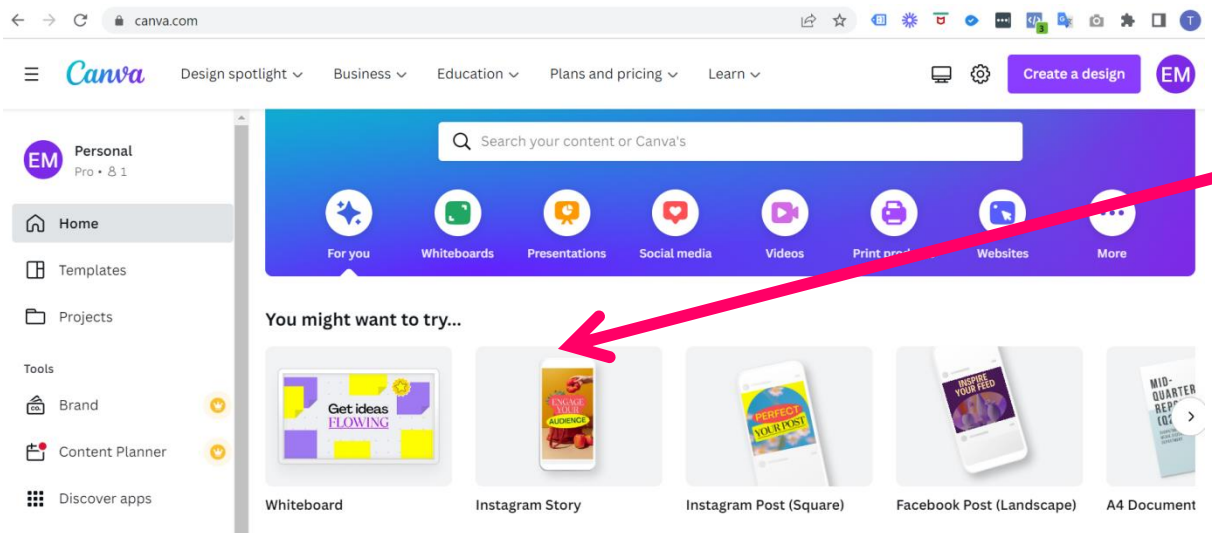 canva.com
3
T
Canva
Design spotlight
Business
Education
Plans and pricing
Learn
Create a design
EM
EM
Personal
Pro • 1
Search your content or Canva's
Home
For you
Whiteboards
Presentations
Social media
Videos
Print
Websites
More
Templates
Projects
You might want to try...
Tools
CO.
Brand
Content Planner
Discover apps
Get ideas
FLOWING
ENGAGE
YOUR
AUDIENCE
PERFECT
YOUR POST
INSPIRE
YOUR FEED
MID-
QUARTER
Whiteboard
Instagram Story
Instagram Post (Square)
Facebook Post (Landscape)
A4 Document